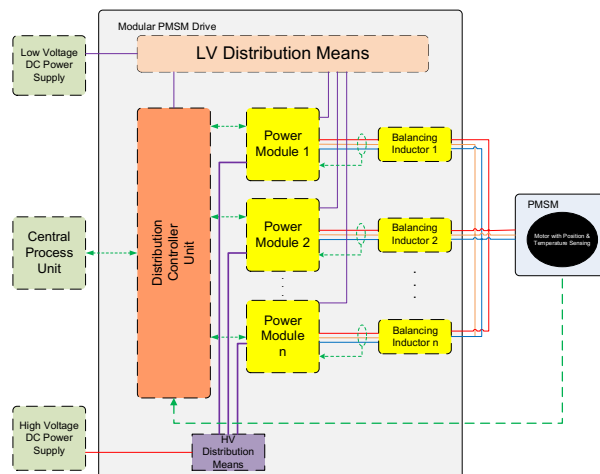 Modular PMSM Drive
Low Voltage
DC Power
Supply
LV Distribution Means
Distribution
Controller
Unit
Power
Module 1
Balancing
Inductor 1
Central
Process
Unit
Power
Module 2
Balancing
Inductor 2
PMSM
Motor with Position &
Temperature Sensing
Power
Module
n
Balancing
Inductor n
High Voltage
DC Power
Supply
HV
Distribution
Means